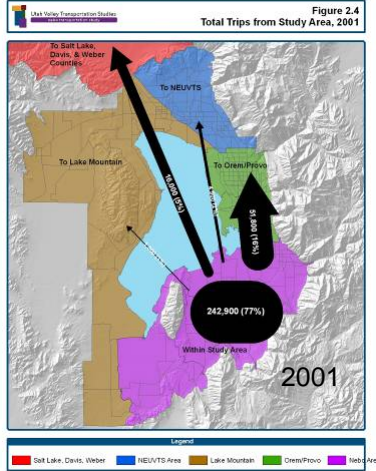 Utah Valley Transportation Studies
Figure 2.4
Total Trips from Study Area, 2001
To Salt Lake,
Davis, & Weber
Counties
To NEUVTS
To Lake Mountain
To Orem/Provo
16,000 (5%)
51,800 (16%)
242,900 (77%)
Within Study Area
2001
Legend
Salt Lake, Davis, Weber
NEUVTS Area
Lake Mountain
Orem/Provo
Nebo Are